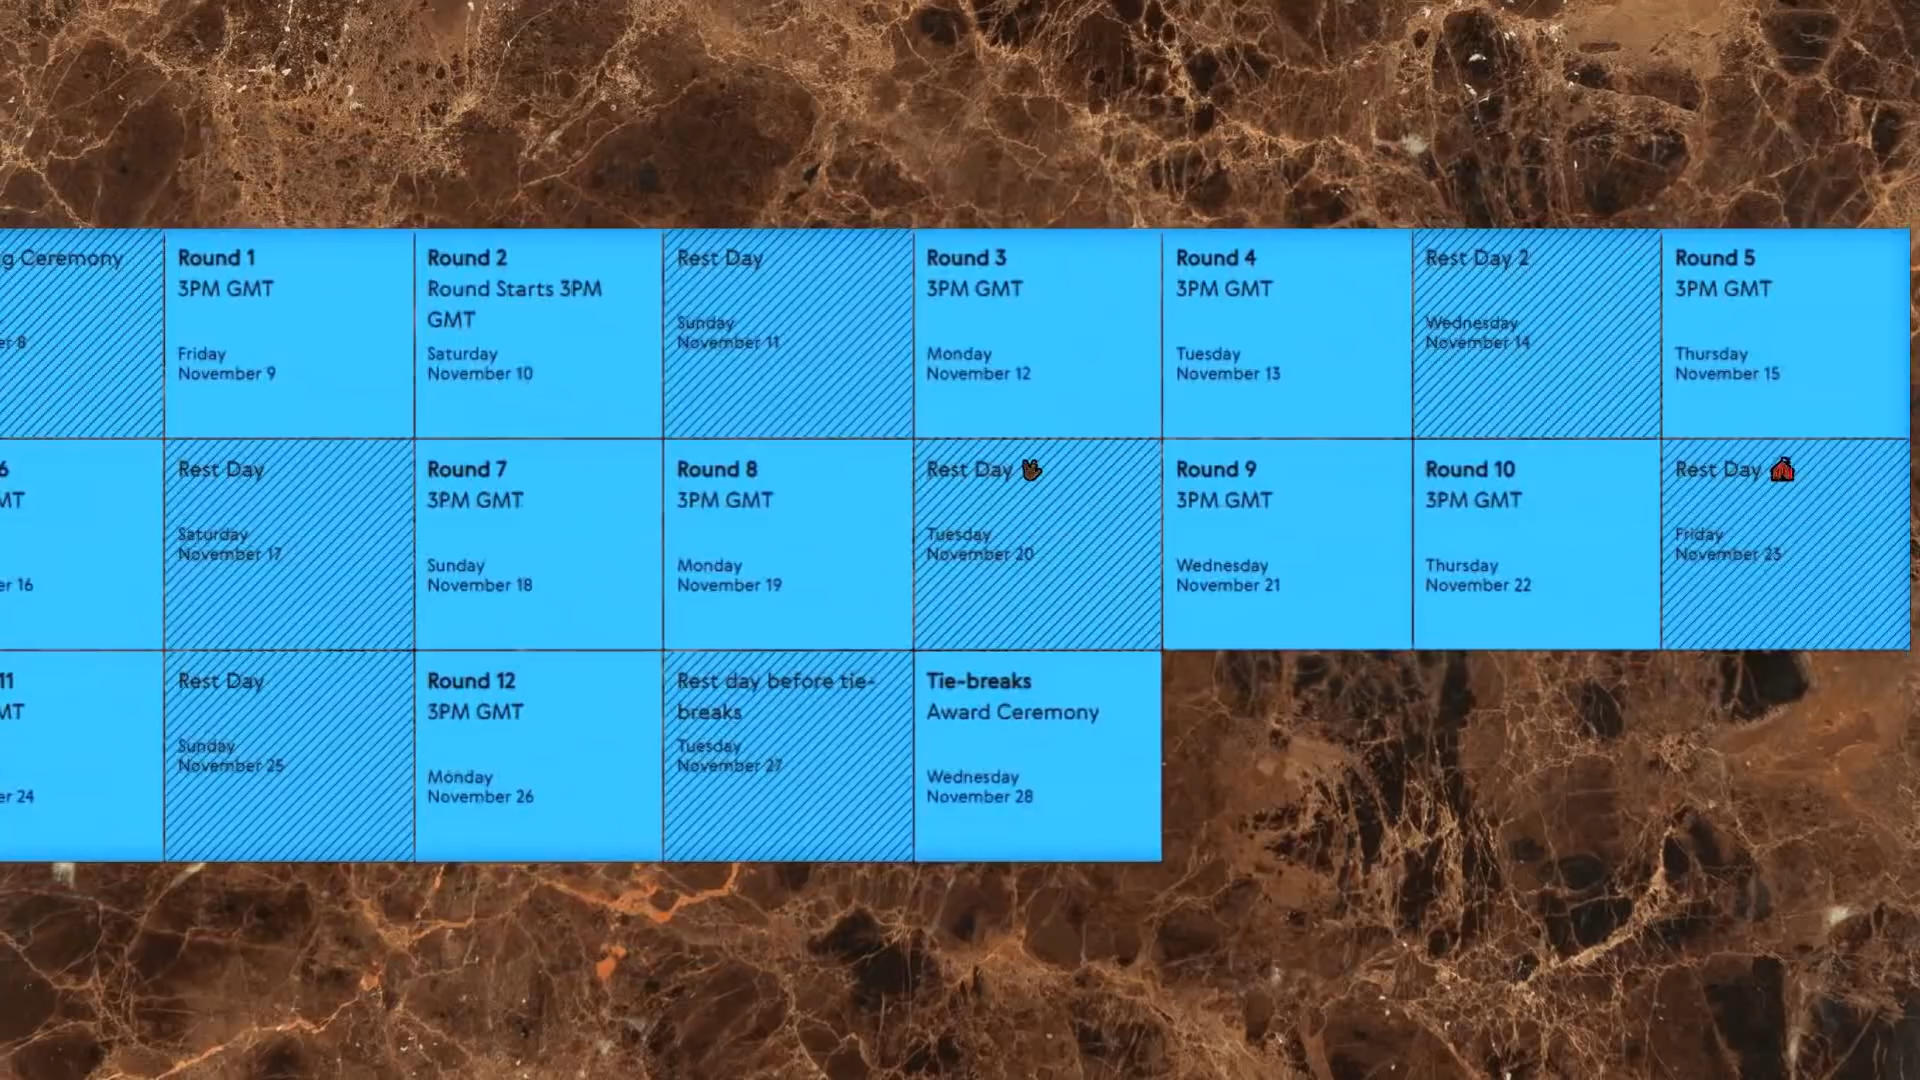 g Ceremony
er 8
Round 1
3PM GMT
Friday
November 9
Round 2
Round Starts 3PM
GMT
Saturday
November 10
Rest Day
Sunday
November 11
Round 3
3PM GMT
Monday
November 12
Round 4
3PM GMT
Tuesday
November 13
Rest Day 2
Wednesday
November 14
Round 5
3PM GMT
Thursday
November 15
6
MT
er 16
Rest Day
Saturday
November 17
Round 7
3PM GMT
Sunday
November 18
Round 8
3PM GMT
Monday
November 19
Rest Day
Tuesday
November 20
Round 9
3PM GMT
Wednesday
November 21
Round 10
3PM GMT
Thursday
November 22
Rest Day
Friday
November 23
11
MT
er 24
Rest Day
Sunday
November 25
Round 12
3PM GMT
Monday
November 26
Rest day before tie-
breaks
Tuesday
November 27
Tie-breaks
Award Ceremony
Wednesday
November 28